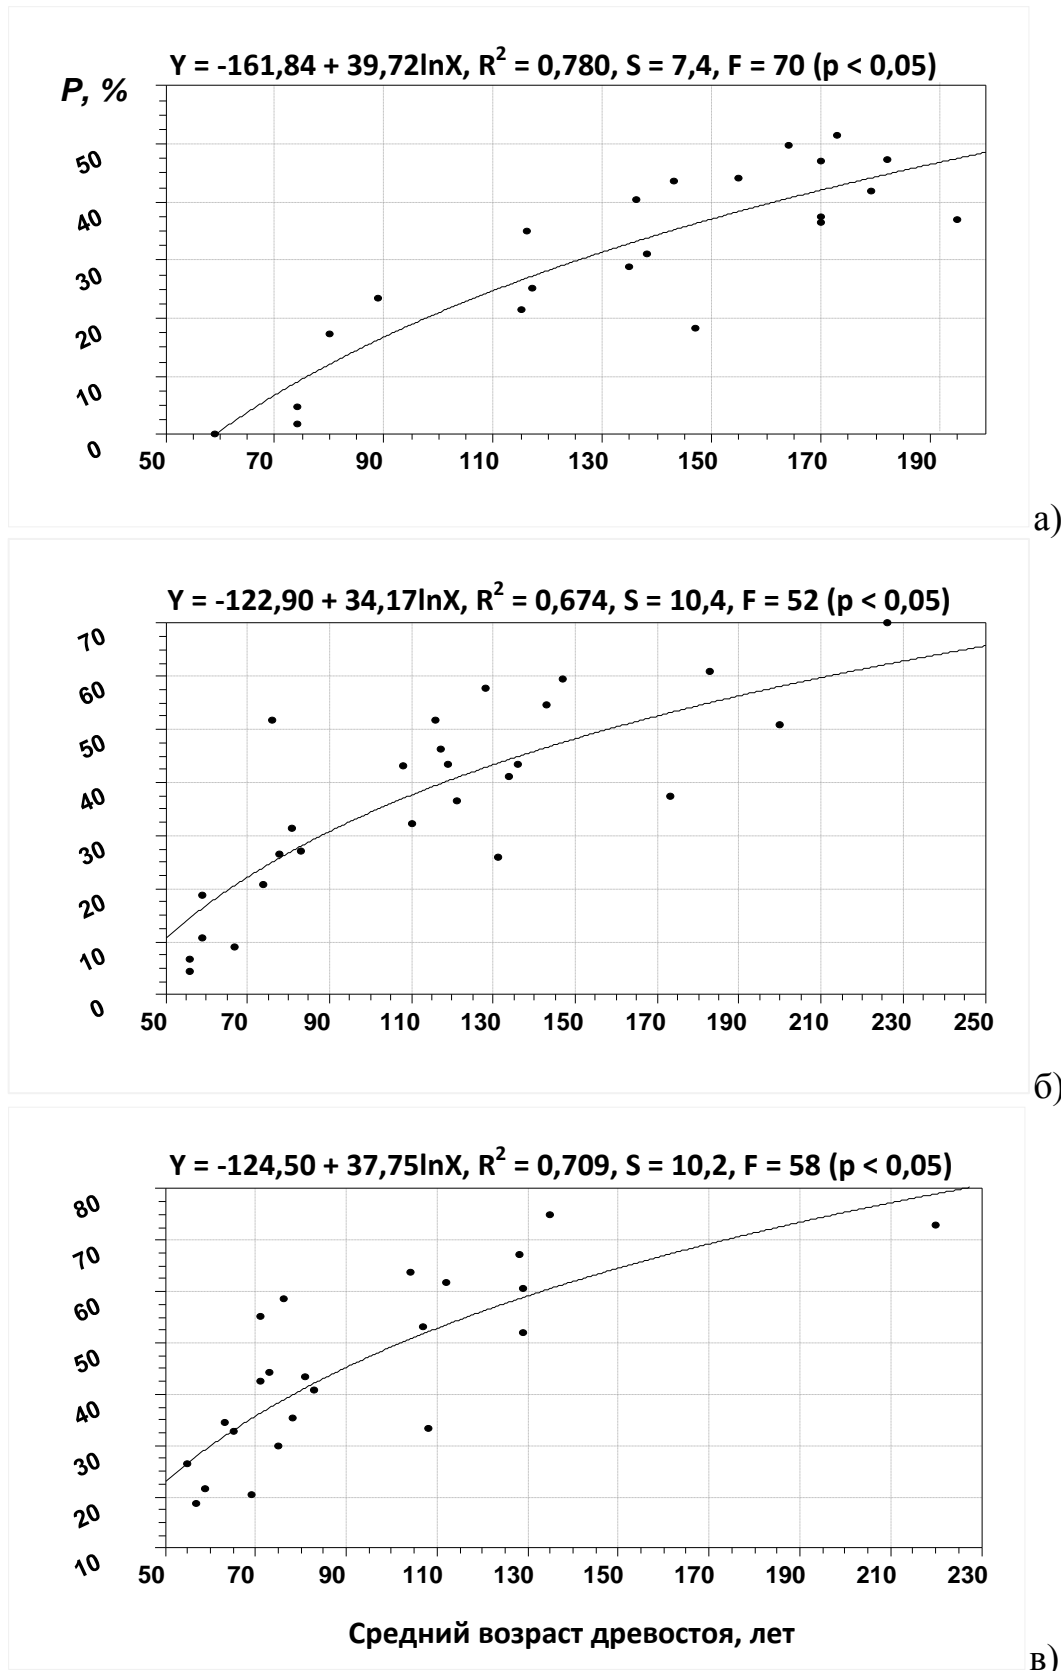 Y = -161,84 + 39,72lnX, R² = 0,780, S = 7,4, F = 70 (p < 0,05)
P, %
50
40
30
20
10
0
50 70 90 110 130 150 170 190
а)
Y = -122,90 + 34,17lnX, R² = 0,674, S = 10,4, F = 52 (p < 0,05)
70
60
50
40
30
20
10
0
50 70 90 110 130 150 170 190 210 230 250
б)
Y = -124,50 + 37,75lnX, R² = 0,709, S = 10,2, F = 58 (p < 0,05)
80
70
60
50
40
30
20
10
50 70 90 110 130 150 170 190 210 230
Средний возраст древостоя, лет
в)